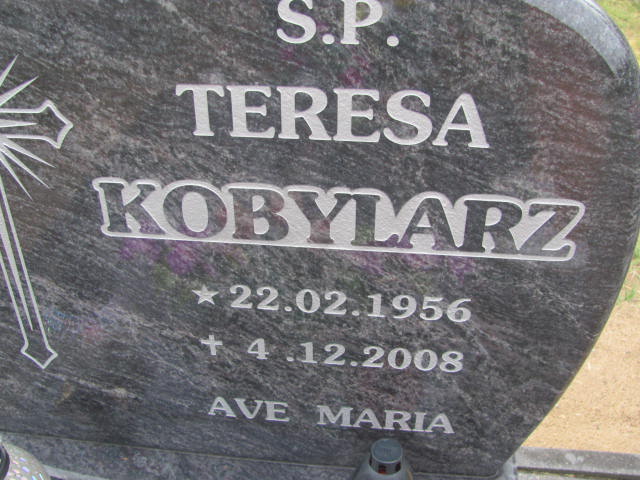 S.P.
TERESA
KOBYLARZ
★ 22.02.1956
✝ 4.12.2008
AVE MARIA